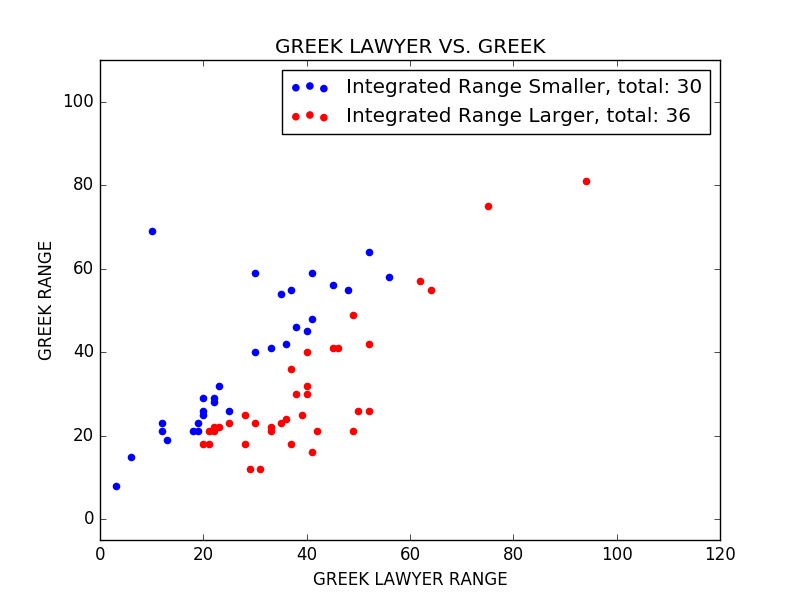 GREEK LAWYER VS. GREEK
Integrated Range Smaller, total: 30
Integrated Range Larger, total: 36
100
80
60
40
20
0
GREEK RANGE
0 20 40 60 80 100 120
GREEK LAWYER RANGE